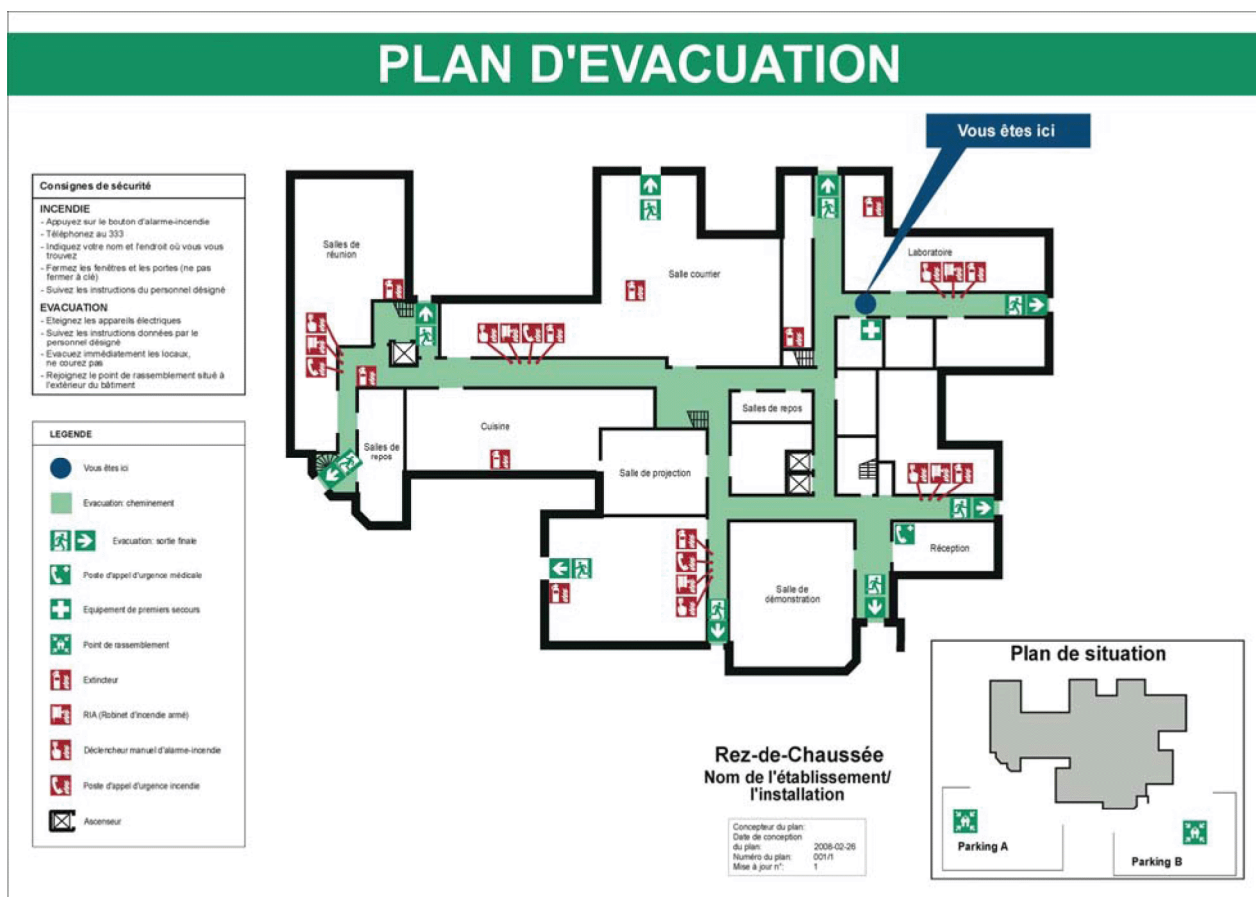 PLAN D'EVACUATION
Vous êtes ici
Consignes de sécurité
INCENDIE
- Appuyez sur le bouton d'alarme-incendie
- Téléphonez au 333
- Indiquez votre nom et l'endroit où vous vous
trouvez
- Fermez les fenêtres et les portes (ne pas
fermer à clé)
- Suivez les instructions du personnel désigné
EVACUATION
- Eteignez les appareils électriques
- Suivez les instructions données par le
personnel désigné
- Evacuez immédiatement les locaux,
ne courez pas
- Rejoignez le point de rassemblement situé à
l'extérieur du bâtiment
LEGENDE
Vous êtes ici
Evacuation: cheminement
Evacuation: sortie finale
Poste d'appel d'urgence médicale
Equipement de premiers secours
Point de rassemblement
Extincteur
RIA (Robinet d'incendie armé)
Déclencheur manuel d'alarme-incendie
Poste d'appel d'urgence incendie
Ascenseur
Salles de
réunion
Salle courrier
Laboratoire
Salles de repos
Cuisine
Salles de
repos
Salle de projection
Réception
Salle de
démonstration
Rez-de-Chaussée
Nom de l'établissement/
l'installation
Concepteur du plan:
Date de conception
du plan: 2008-02-26
Numéro du plan: 001/1
Mise à jour n°: 1
Plan de situation
Parking A
Parking B